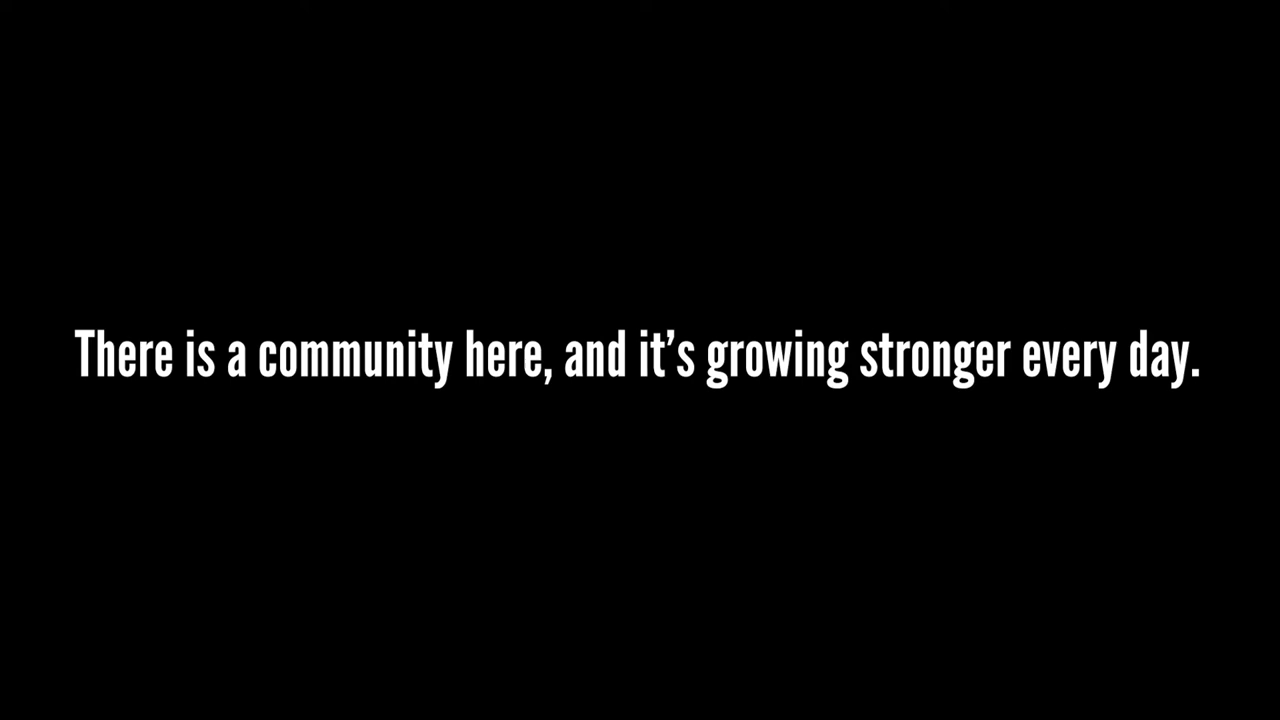 There is a community here, and it’s growing stronger every day.